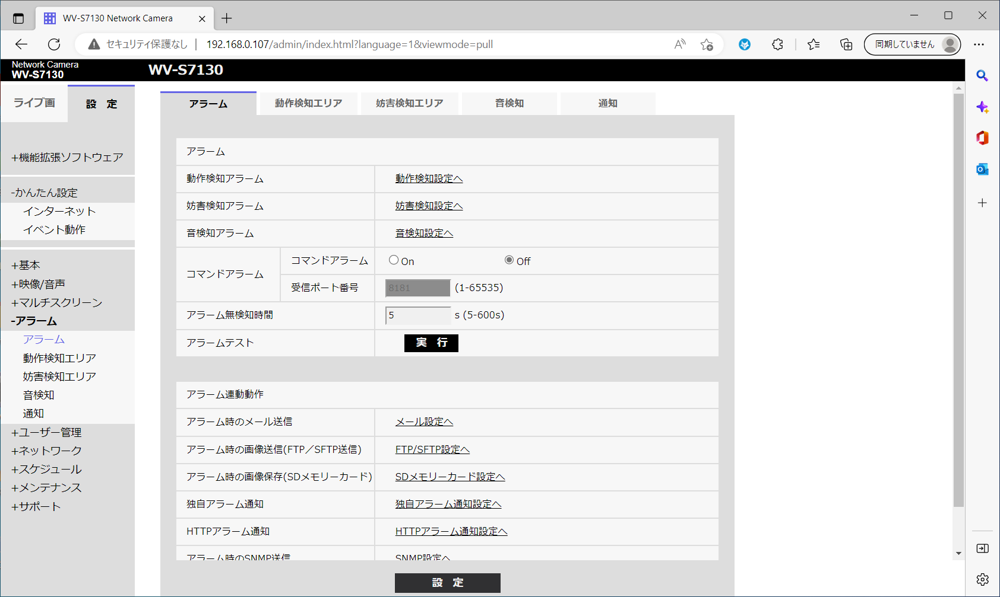 WV-S7130 Network Camera
セキュリティ保護なし
192.168.0.107/admin/index.html?language=1&viewmode=pull
同期していません
Network Camera
WV-S7130
WV-S7130
ライブ画
設 定
+機能拡張ソフトウェア
-かんたん設定
インターネット
イベント動作
+基本
+映像/音声
+マルチスクリーン
-アラーム
アラーム
動作検知エリア
妨害検知エリア
音検知
通知
+ユーザー管理
+ネットワーク
+スケジュール
+メンテナンス
+サポート
アラーム 動作検知エリア 妨害検知エリア 音検知 通知
アラーム
動作検知アラーム 動作検知設定へ
妨害検知アラーム 妨害検知設定へ
音検知アラーム 音検知設定へ
コマンドアラーム
コマンドアラーム On Off
受信ポート番号 8181 (1-65535)
アラーム無検知時間 5 s (5-600s)
アラームテスト 実 行
アラーム連動動作
アラーム時のメール送信 メール設定へ
アラーム時の画像送信(FTP／SFTP送信) FTP/SFTP設定へ
アラーム時の画像保存(SDメモリーカード) SDメモリーカード設定へ
独自アラーム通知 独自アラーム通知設定へ
HTTPアラーム通知 HTTPアラーム通知設定へ
アラーム時のSNMP送信 SNMP設定へ
設 定